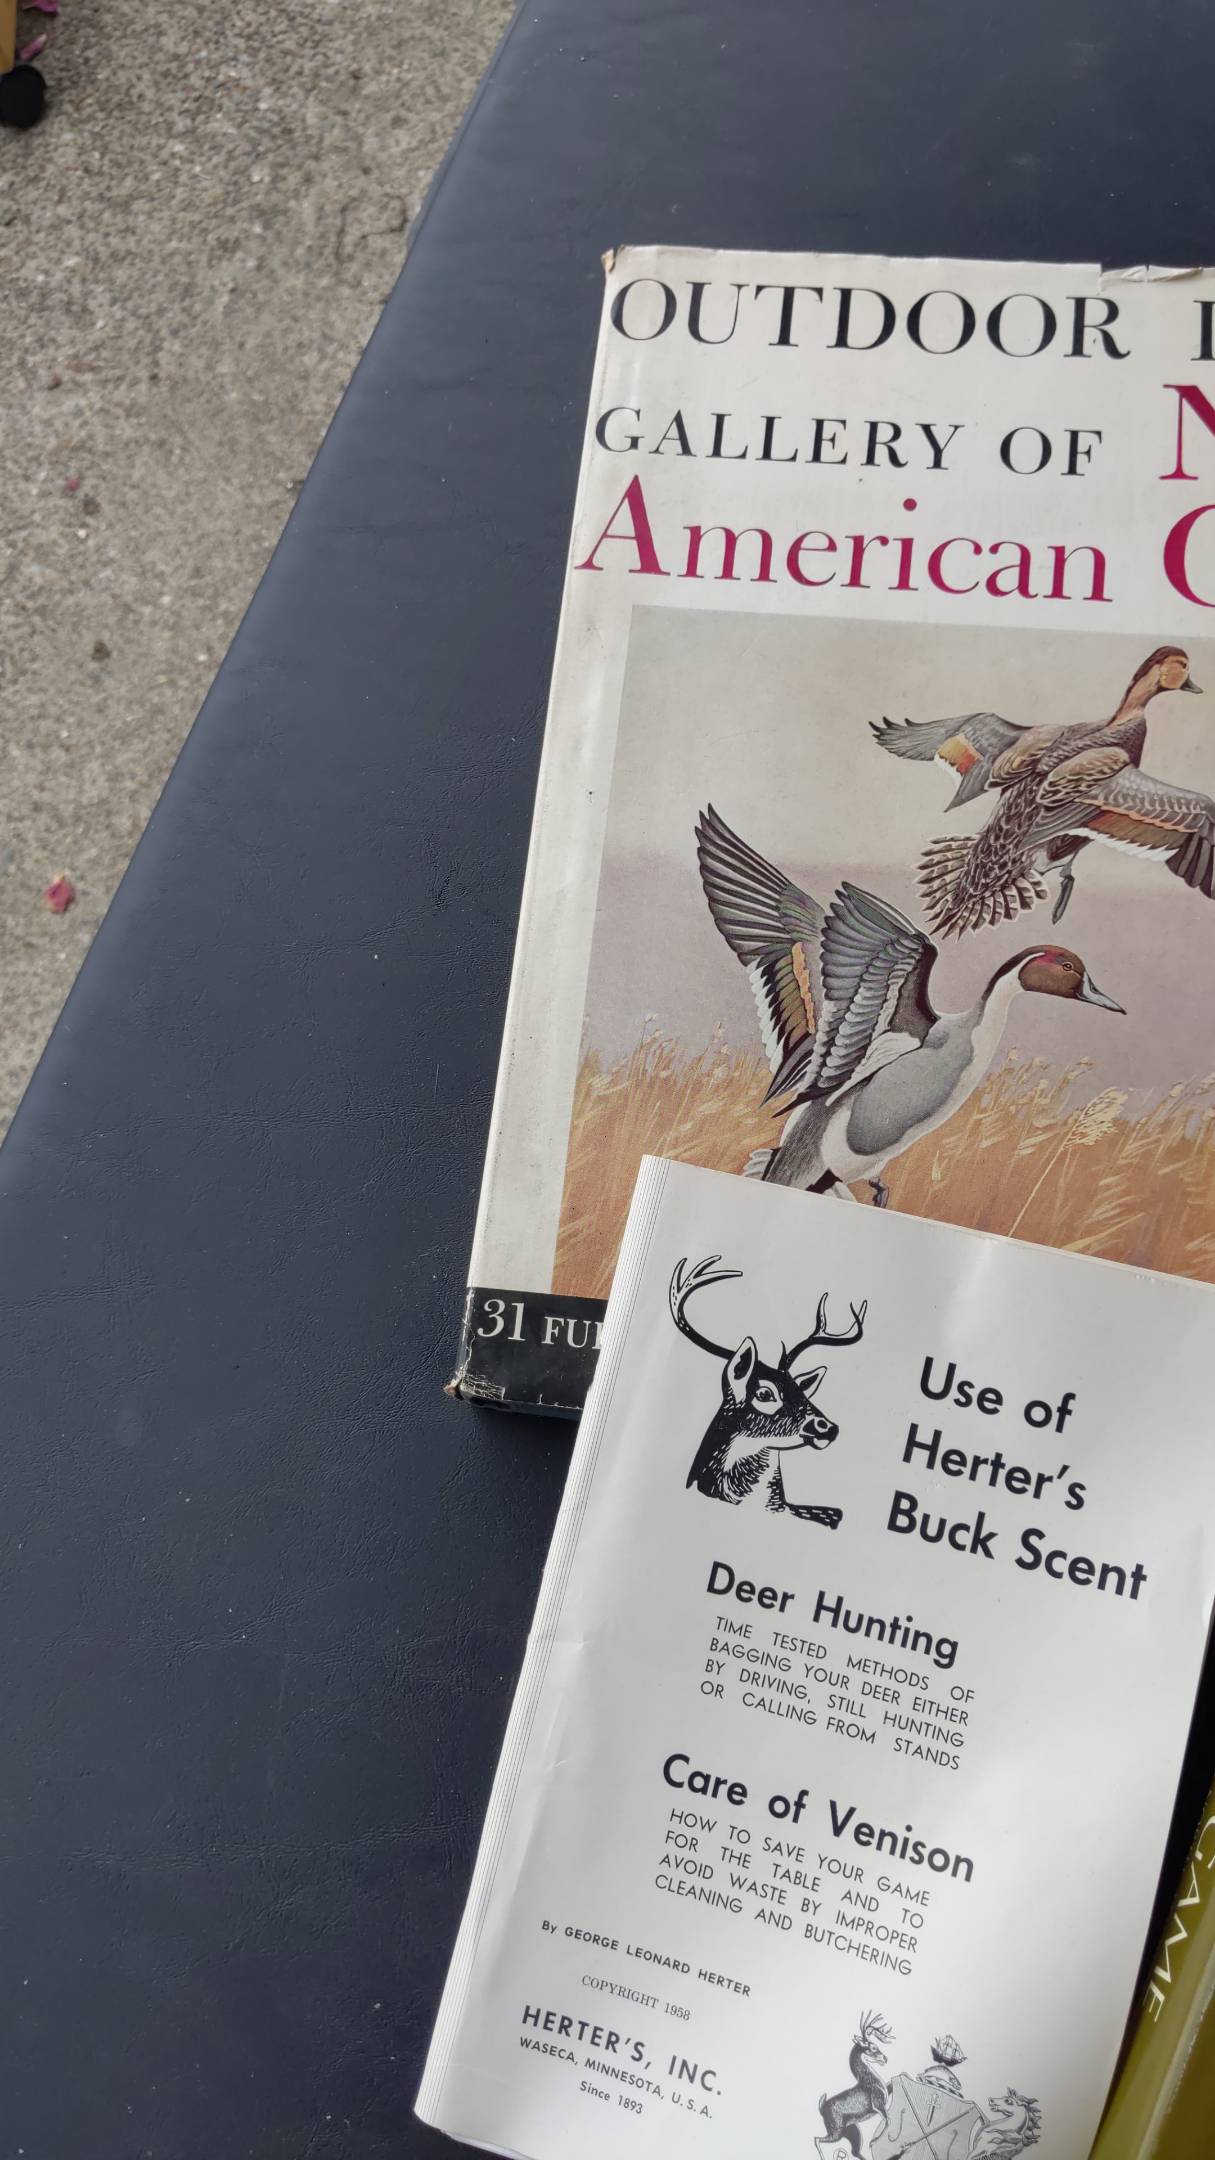 OUTDOOR
GALLERY OF
American
31
Use of
Herter's
Buck Scent
Deer Hunting
TIME TESTED METHODS OF
BAGGING YOUR DEER EITHER
BY DRIVING, STILL HUNTING
OR CALLING FROM STANDS
Care of Venison
HOW TO SAVE YOUR GAME
FOR THE TABLE AND TO
AVOID WASTE BY IMPROPER
CLEANING AND BUTCHERING
By GEORGE LEONARD HERTER
COPYRIGHT 1958
HERTER'S, INC.
WASECA, MINNESOTA, U.S.A.
Since 1893
GAME